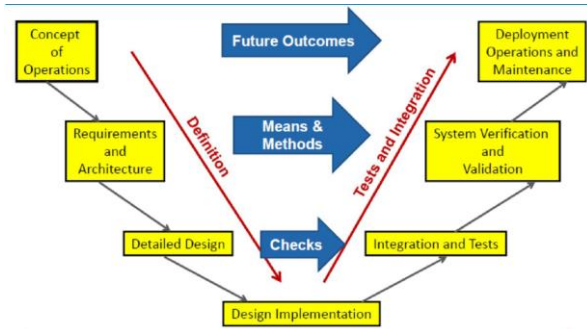 Concept
of
Operations
Future Outcomes
Deployment
Operations and
Maintenance
Requirements
and
Architecture
Definition
Means &
Methods
Tests and Integration
System Verification
and
Validation
Detailed Design
Checks
Integration and Tests
Design Implementation